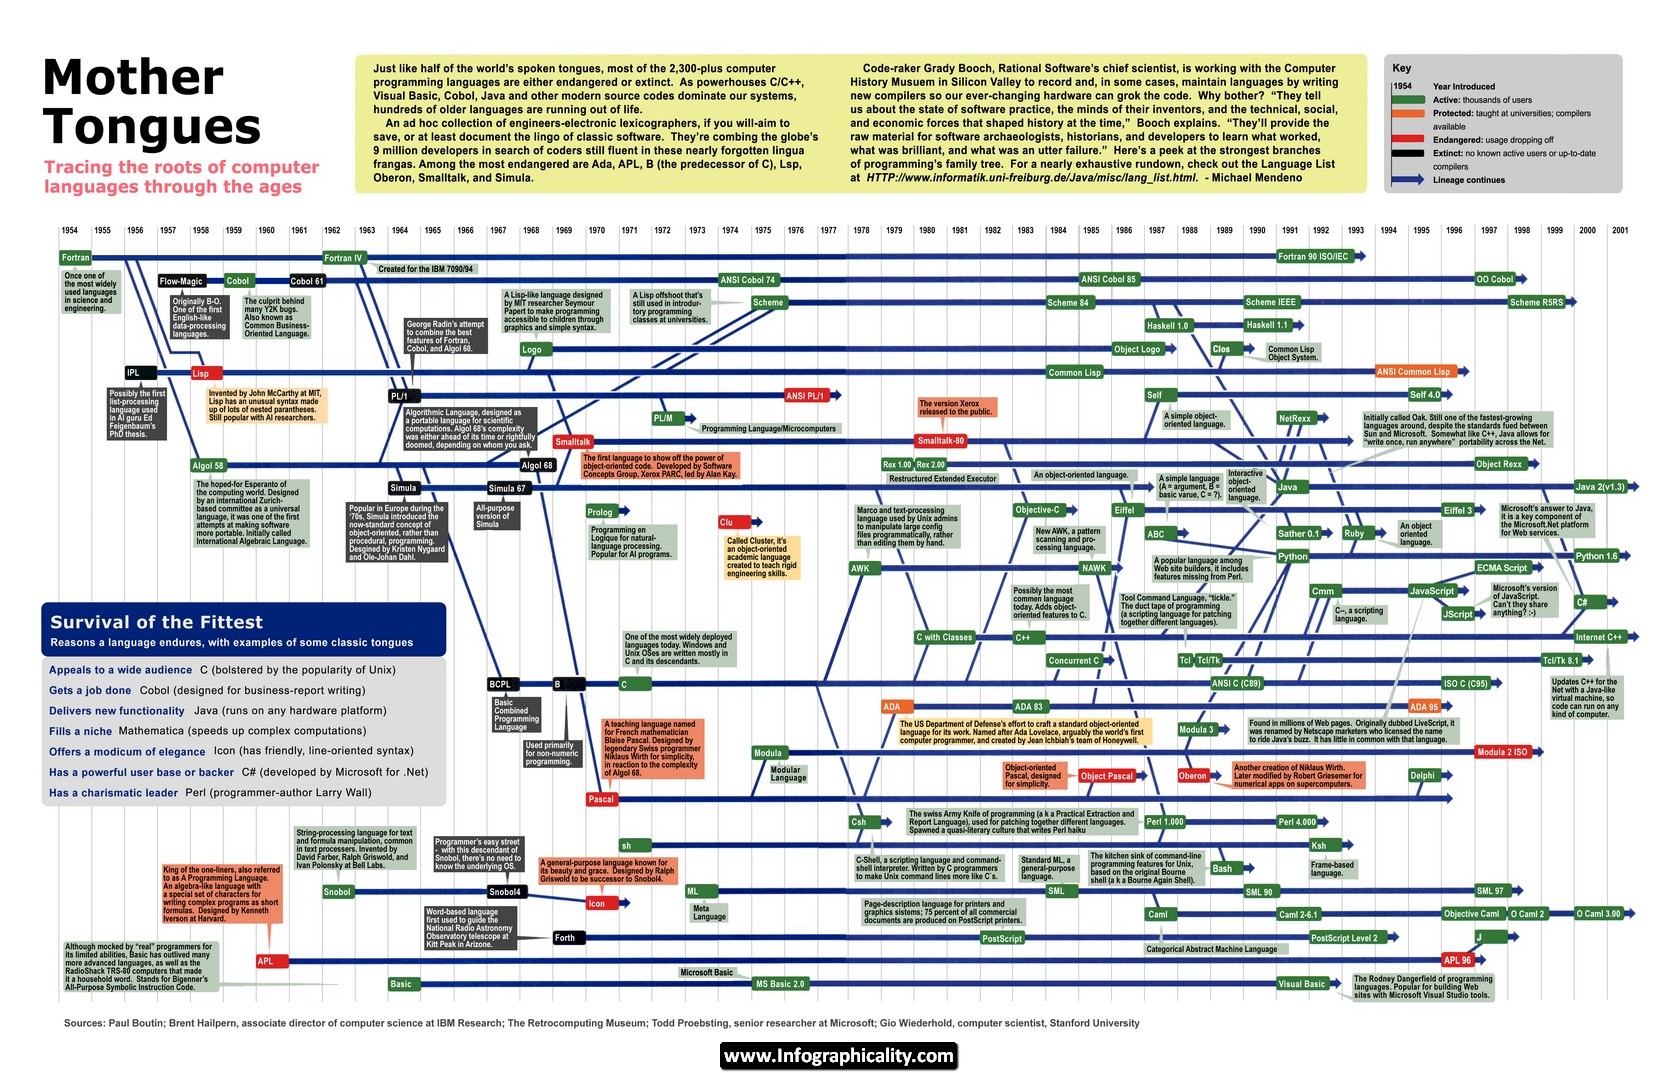 Mother
Tongues
Tracing the roots of computer
languages through the ages
Just like half of the world's spoken tongues, most of the 2,300-plus computer
programming languages are either endangered or extinct. As powerhouses C/C++,
Visual Basic, Cobol, Java and other modern source codes dominate our systems,
hundreds of older languages are running out of life.
An ad hoc collection of engineers-electronic lexicographers, if you will-aim to
save, or at least document the lingo of classic software. They're combing the globe's
9 million developers in search of coders still fluent in these nearly forgotten lingua
frangas. Among the most endangered are Ada, APL, B (the predecessor of C), Lsp,
Oberon, Smalltalk, and Simula.
Code-raker Grady Booch, Rational Software's chief scientist, is working with the Computer
History Musuem in Silicon Valley to record and, in some cases, maintain languages by writing
new compilers so our ever-changing hardware can grok the code. Why bother? "They tell
us about the state of software practice, the minds of their inventors, and the technical, social,
and economic forces that shaped history at the time," Booch explains. "They'll provide the
raw material for software archaeologists, historians, and developers to learn what worked,
what was brilliant, and what was an utter failure." Here's a peek at the strongest branches
of programming's family tree. For a nearly exhaustive rundown, check out the Language List
at HTTP://www.informatik.uni-freiburg.de/Java/misc/lang_list.html. - Michael Mendeno
Key
1954 Year Introduced
Active: thousands of users
Protected: taught at universities; compilers
available
Endangered: usage dropping off
Extinct: no known active users or up-to-date
compilers
Lineage continues
1954 1955 1956 1957 1958 1959 1960 1961 1962 1963 1964 1965 1966 1967 1968 1969 1970 1971 1972 1973 1974 1975 1976 1977 1978 1979 1980 1981 1982 1983 1984 1985 1986 1987 1988 1989 1990 1991 1992 1993 1994 1995 1996 1997 1998 1999 2000 2001
Fortran
Fortran IV
Fortran 90 ISO/IEC
Once one of
the most widely
used languages
in science and
engineering.
Created for the IBM 7090/94
Flow-Magic
Cobol
Cobol 61
ANSI Cobol 74
ANSI Cobol 85
OO Cobol
Originally B-O.
One of the first
English-like
data-processing
languages.
The culprit behind
many Y2K bugs.
Also known as
Common Business-
Oriented Language.
A Lisp-like language designed
by MIT researcher Seymour
Papert to make programming
accessible to children through
graphics and simple syntax.
A Lisp offshoot that's
still used in introdur-
tory programming
classes at universities.
Scheme
Scheme 84
Scheme IEEE
Scheme R5RS
Haskell 1.0
Haskell 1.1
George Radin's attempt
to combine the best
features of Fortran,
Cobol, and Algol 60.
Logo
Object Logo
Clos
Common Lisp
Object System.
IPL
Lisp
Common Lisp
ANSI Common Lisp
Possibly the first
list-processing
language used
in AI guru Ed
Feigenbaum's
PhD thesis.
Invented by John McCarthy at MIT,
Lisp has an unusual syntax made
up of lots of nested parantheses.
Still popular with AI researchers.
PL/1
ANSI PL/1
Self
Self 4.0
Algorithmic Language, designed as
a portable language for scientific
computations. Algol 68's complexity
was either ahead of its time or rightfully
doomed, depending on whom you ask.
PL/M
Programming Language/Microcomputers
The version Xerox
released to the public.
A simple object-
oriented language.
NetRexx
Initially called Oak. Still one of the fastest-growing
languages around, despite the standards fued between
Sun and Microsoft. Somewhat like C++, Java allows for
"write once, run anywhere" portability across the Net.
Smalltalk
Smalltalk-80
The first language to show off the power of
object-oriented code. Developed by Software
Concepts Group, Xerox PARC, led by Alan Kay.
Algol 58
Algol 68
Rex 1.00
Rex 2.00
Object Rexx
Restructured Extended Executor
An object-oriented language.
A simple language
(A = argument, B =
basic varue, C = ?).
Interactive
object-
oriented
language.
The hoped-for Esperanto of
the computing world. Designed
by an international Zurich-
based committee as a universal
language, it was one of the first
attempts at making software
more portable. Initially called
International Algebraic Language.
Simula
Simula 67
Java
Java 2(v1.3)
Popular in Europe during the
'70s, Simula introduced the
now-standard concept of
object-oriented, rather than
procedural, programming.
Desgined by Kristen Nygaard
and Ole-Johan Dahl.
All-purpose
version of
Simula
Prolog
Programming en
Logique for natural-
language processing.
Popular for AI programs.
Clu
Called Cluster, it's
an object-oriented
academic language
created to teach rigid
engineering skills.
Marco and text-processing
language used by Unix admins
to manipulate large config
files programatically, rather
than editing them by hand.
Objective-C
Eiffel
Eiffel 3
Microsoft's answer to Java,
it is a key component of
the Microsoft.Net platform
for Web services.
New AWK, a pattern
scanning and pro-
cessing language.
ABC
Sather 0.1
Ruby
An object
oriented
language.
Python
Python 1.6
A popular language among
Web site builders, it includes
features missing from Perl.
AWK
NAWK
ECMA Script
Possibly the most
commen language
today. Adds object-
oriented features to C.
Tool Command Language, "tickle."
The duct tape of programming
(a scripting language for patching
together different languages).
Cmm
C--, a scripting
language.
JavaScript
JScript
Microsoft's version
of JavaScript.
Can't they share
anything? :-)
C#
C with Classes
C++
Internet C++
One of the most widely deployed
languages today. Windows and
Unix OSes are written mostly in
C and its descendants.
Concurrent C
Tcl
Tcl/Tk
Tcl/Tk 8.1
BCPL
B
C
ANSI C (C89)
ISO C (C95)
Updates C++ for the
Net with a Java-like
virtual machine, so
code can run on any
kind of computer.
Basic
Combined
Programming
Language
Used primarily
for non-numeric
programming.
ADA
ADA 83
ADA 95
The US Department of Defense's effort to craft a standard object-oriented
language for its work. Named after Ada Lovelace, arguably the world's first
computer programmer, and created by Jean Ichbiah's team of Honeywell.
A teaching language named
for French mathematician
Blaise Pascal. Designed by
legendary Swiss programmer
Niklaus Wirth for simplicity,
in reaction to the complexity
of Algol 68.
Modula 3
Found in millions of Web pages. Originally dubbed LiveScript, it
was renamed by Netscape marketers who licensed the name
to ride Java's buzz. It has little in common with that language.
Modula
Modula 2 ISO
Modular
Language
Object-oriented
Pascal, designed
for simplicity.
Object Pascal
Oberon
Another creation of Niklaus Wirth.
Later modified by Robert Griesemer for
numerical apps on supercomputers.
Delphi
Pascal
Survival of the Fittest
Reasons a language endures, with examples of some classic tongues
Appeals to a wide audience C (bolstered by the popularity of Unix)
Gets a job done Cobol (designed for business-report writing)
Delivers new functionality Java (runs on any hardware platform)
Fills a niche Mathematica (speeds up complex computations)
Offers a modicum of elegance Icon (has friendly, line-oriented syntax)
Has a powerful user base or backer C# (developed by Microsoft for .Net)
Has a charismatic leader Perl (programmer-author Larry Wall)
Csh
The swiss Army Knife of programming (a k a Practical Extraction and
Report Language), used for patching together different languages.
Spawned a quasi-literary culture that writes Perl haiku
Perl 1.000
Perl 4.000
sh
Ksh
String-processing language for text
and formula manipulation, common
in text processers. Invented by
David Farber, Ralph Griswold, and
Ivan Polonsky at Bell Labs.
Programmer's easy street
- with this descendant of
Snobol, there's no need to
know the underlying OS.
A general-purpose language known for
its beauty and grace. Designed by Ralph
Griswold to be successor to Snobol4.
C-Shell, a scripting language and command-
shell interpreter. Written by C programmers
to make Unix command lines more like C's.
Standard ML, a
general-purpose
language.
The kitchen sink of command-line
programming features for Unix,
based on the original Bourne
shell (a k a Bourne Again Shell).
Bash
Frame-based
language.
King of the one-liners, also referred
to as A Programming Language.
An algebra-like language with
a special set of characters for
writing complex programs as short
formulas. Designed by Kenneth
Iverson at Harvard.
Snobol
Snobol4
Icon
ML
Meta
Language
SML
SML 90
SML 97
Word-based language
first used to guide the
National Radio Astronomy
Observatory telescope at
Kitt Peak in Arizone.
Page-description language for printers and
graphics sistems; 75 percent of all commercial
documents are produced on PostScript printers.
Caml
Caml 2-6.1
Objective Caml
O Caml 2
O Caml 3.00
Forth
PostScript
PostScript Level 2
J
Categorical Abstract Machine Language
Although mocked by "real" programmers for
its limited abilities, Basic has outlived many
more advanced languages, as well as the
RadioShack TRS-80 computers that made
it a household word. Stands for Bigenner's
All-Purpose Symbolic Instruction Code.
APL
APL 96
Microsoft Basic
Basic
MS Basic 2.0
Visual Basic
The Rodney Dangerfield of programming
languages. Popular for building Web
sites with Microsoft Visual Studio tools.
Sources: Paul Boutin; Brent Hailpern, associate director of computer science at IBM Research; The Retrocomputing Museum; Todd Proebsting, senior researcher at Microsoft; Gio Wiederhold, computer scientist, Stanford University
www.Infographicality.com